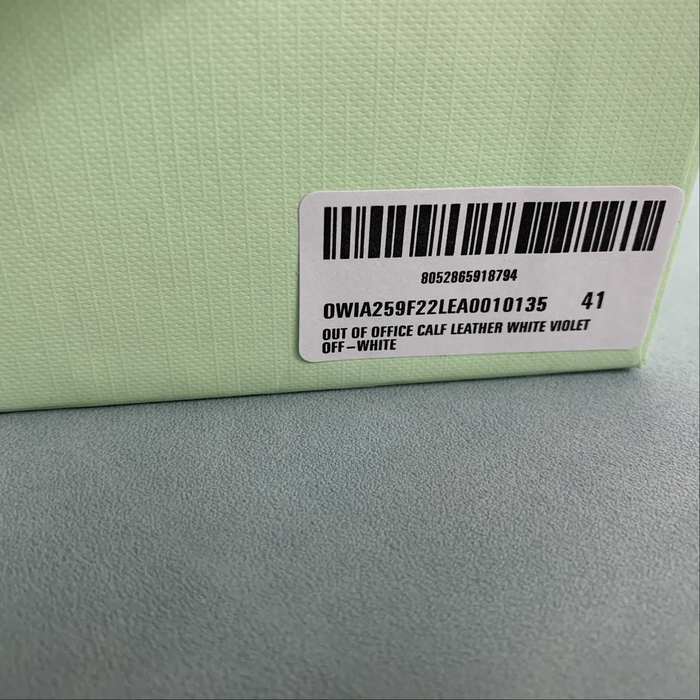 8052865918794
OWIA259F22LEA0010135 41
OUT OF OFFICE CALF LEATHER WHITE VIOLET
OFF-WHITE